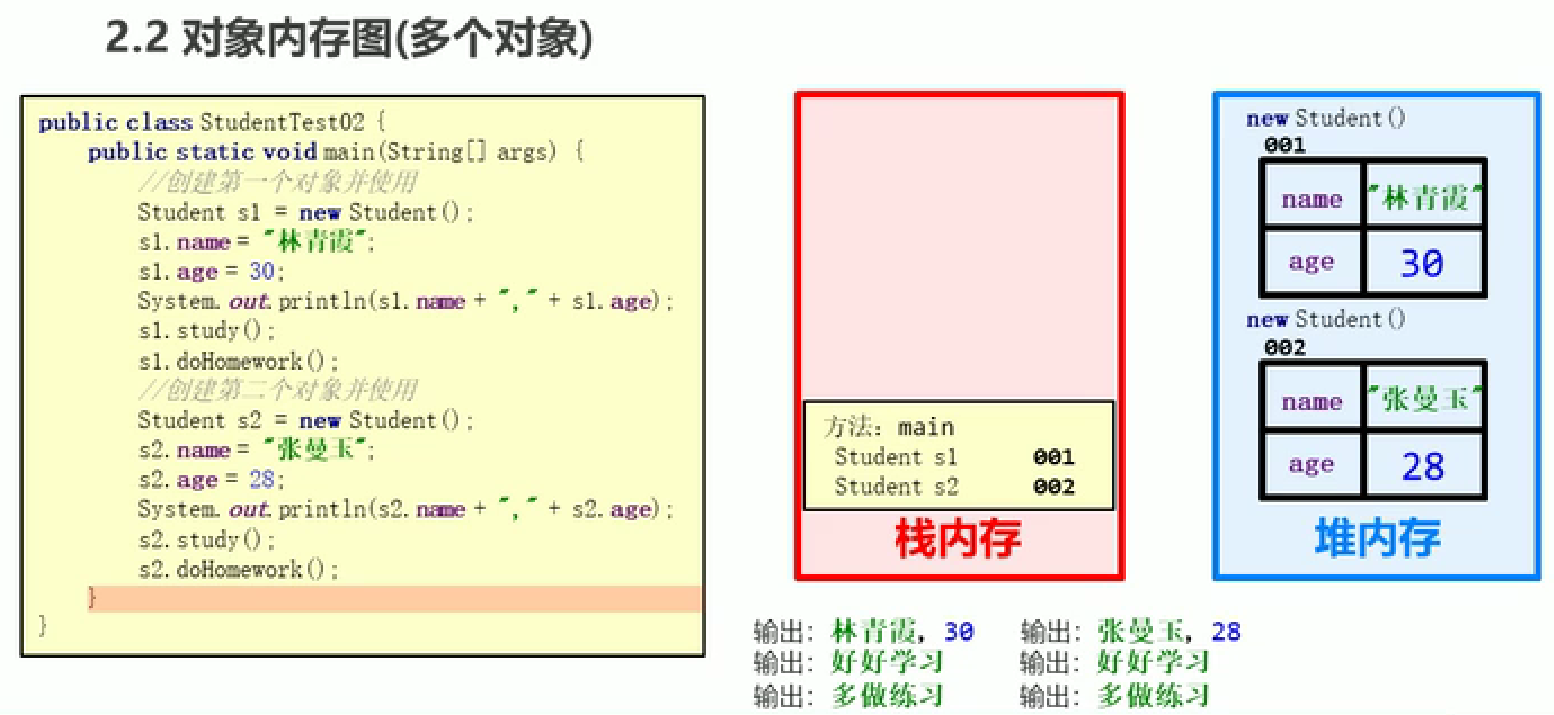 2.2 对象内存图(多个对象)
public class StudentTest02 {
public static void main(String[] args) {
//创建第一个对象并使用
Student s1 = new Student();
s1.name = "林青霞";
s1.age = 30;
System.out.println(s1.name + "," + s1.age);
s1.study();
s1.doHomework();
//创建第二个对象并使用
Student s2 = new Student();
s2.name = "张曼玉";
s2.age = 28;
System.out.println(s2.name + "," + s2.age);
s2.study();
s2.doHomework();
}
}
方法：main
Student s1 001
Student s2 002
栈内存
new Student()
001
name "林青霞"
age 30
new Student()
002
name "张曼玉"
age 28
堆内存
输出：林青霞，30
输出：好好学习
输出：多做练习
输出：张曼玉，28
输出：好好学习
输出：多做练习